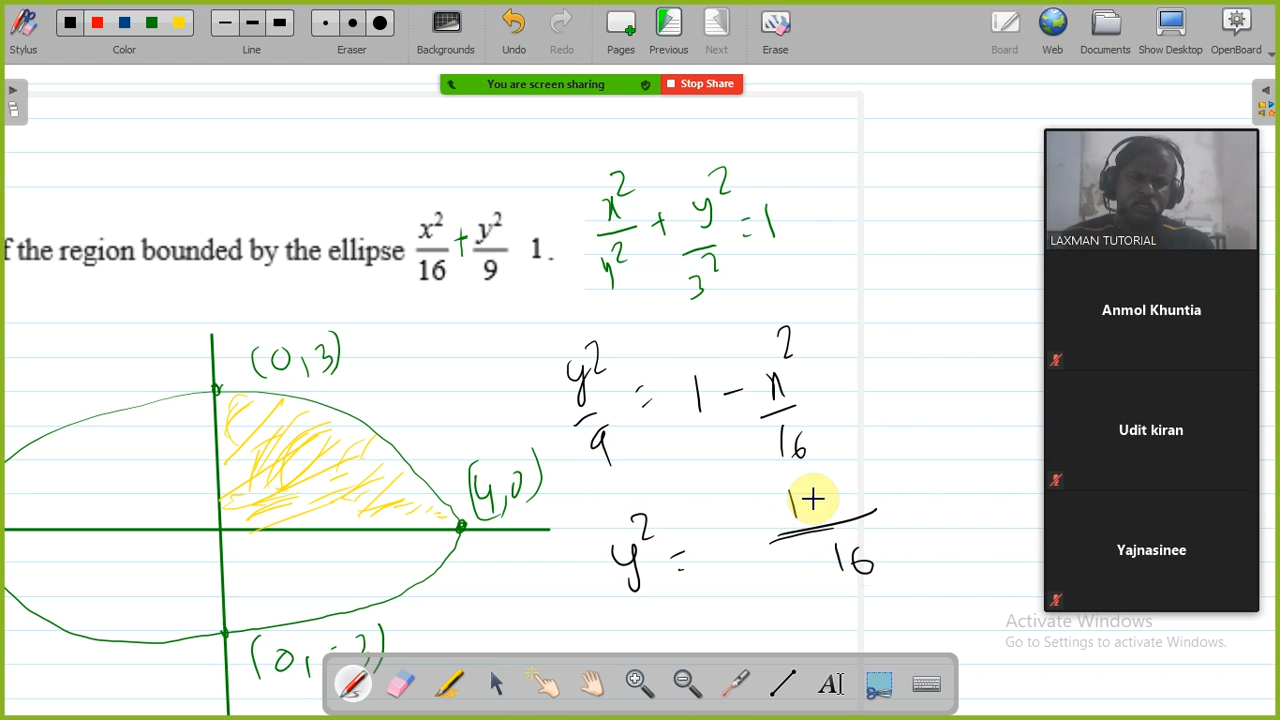 Stylus
Color
Line
Eraser
Backgrounds
Undo
Redo
Pages
Previous
Next
Erase
Board
Web
Documents
Show Desktop
OpenBoard
You are screen sharing
Stop Share
f the region bounded by the ellipse x²/16 + y²/9 1.
x²/4² + y²/3² = 1
(0,3)
y²/9 = 1 - x²/16
(4,0)
y² = 1 /16
LAXMAN TUTORIAL
Anmol Khuntia
Udit kiran
Yajnasinee
Activate Windows
Go to Settings to activate Windows.
AI